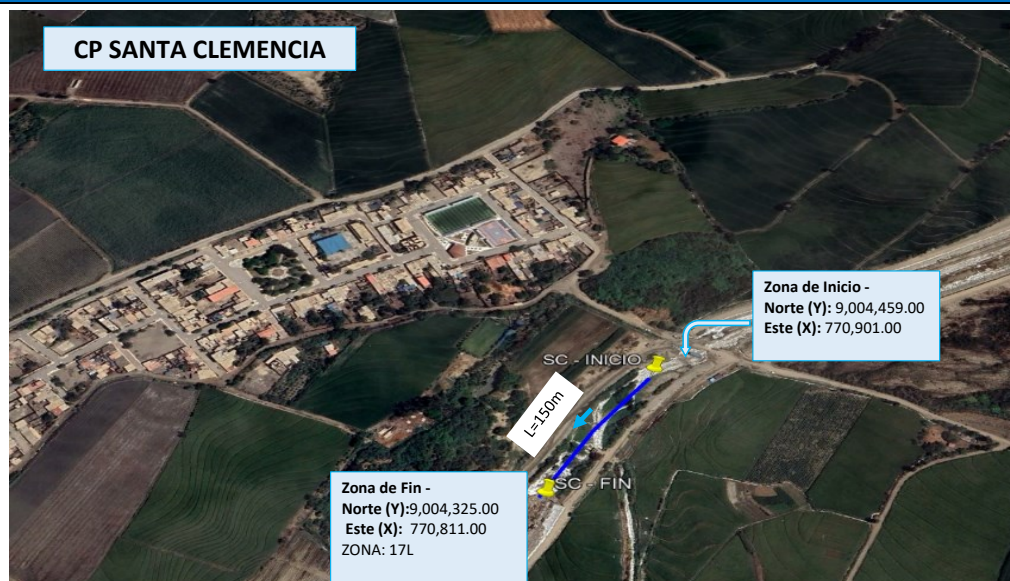 CP SANTA CLEMENCIA
Zona de Inicio -
Norte (Y): 9,004,459.00
Este (X): 770,901.00
SC - INICIO
L=150m
SC - FIN
Zona de Fin -
Norte (Y):9,004,325.00
Este (X): 770,811.00
ZONA: 17L